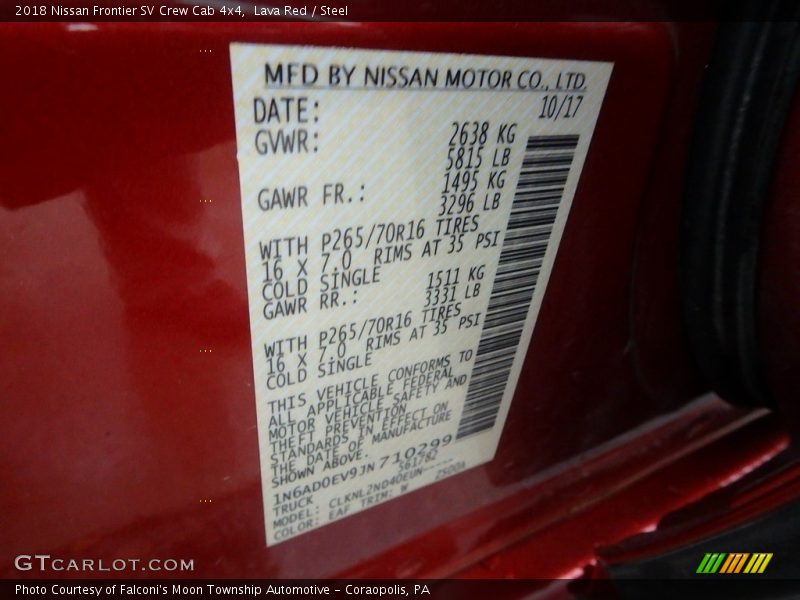 2018 Nissan Frontier SV Crew Cab 4x4, Lava Red / Steel
MFD BY NISSAN MOTOR CO., LTD.
DATE: 10/17
GVWR: 2638 KG
5815 LB
GAWR FR.: 1495 KG
3296 LB
WITH P265/70R16 TIRES
16 X 7.0 RIMS AT 35 PSI
COLD SINGLE
GAWR RR.: 1511 KG
3331 LB
WITH P265/70R16 TIRES
16 X 7.0 RIMS AT 35 PSI
COLD SINGLE
THIS VEHICLE CONFORMS TO
ALL APPLICABLE FEDERAL
MOTOR VEHICLE SAFETY AND
THEFT PREVENTION
STANDARDS IN EFFECT ON
THE DATE OF MANUFACTURE
SHOWN ABOVE.
1N6AD0EV9JN710299
TRUCK 561782
MODEL: CLKNL2ND40EUN-----
COLOR: EAF TRIM: W 2500A
GTCARLOT.COM
Photo Courtesy of Falconi's Moon Township Automotive - Coraopolis, PA